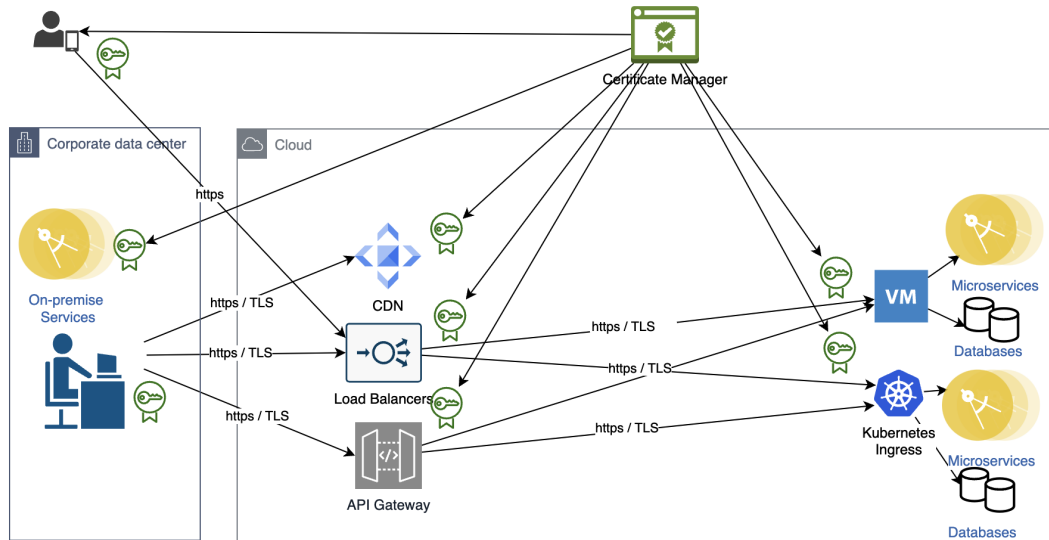 Certificate Manager
Corporate data center
Cloud
https
On-premise
Services
https / TLS
CDN
https / TLS
Load Balancers
https / TLS
API Gateway
https / TLS
https / TLS
https / TLS
VM
Microservices
Databases
Kubernetes
Ingress
Microservices
Databases